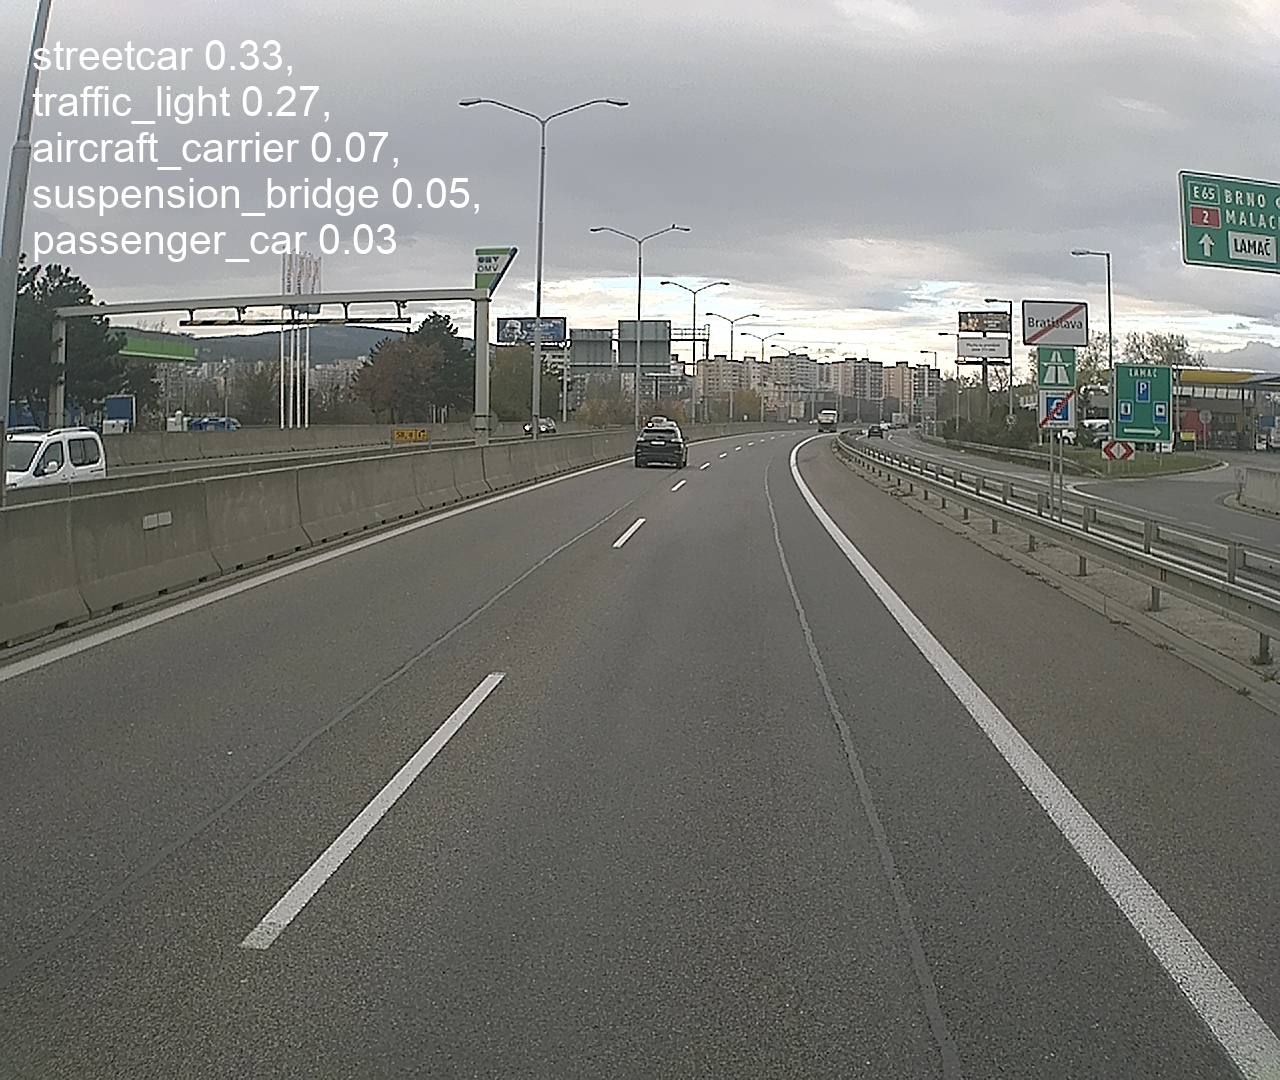 streetcar 0.33,
traffic_light 0.27,
aircraft_carrier 0.07,
suspension_bridge 0.05,
passenger_car 0.03
E65 BRNO
2 MALAC
LAMAČ
OMV
Bratislava
LAMAČ
P